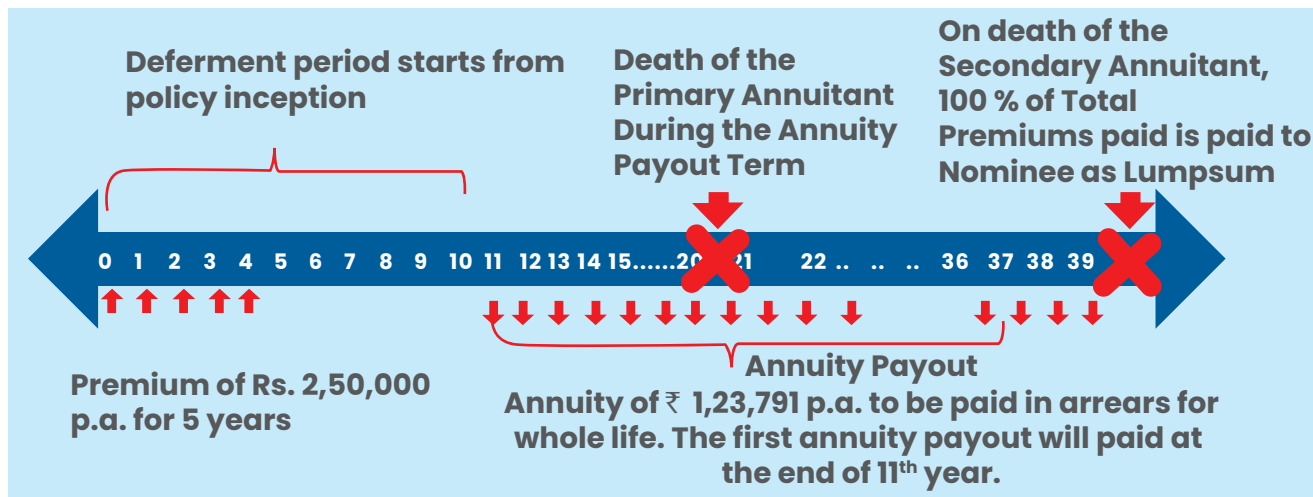 Deferment period starts from
policy inception
Death of the
Primary Annuitant
During the Annuity
Payout Term
On death of the
Secondary Annuitant,
100 % of Total
Premiums paid is paid to
Nominee as Lumpsum
0 1 2 3 4 5 6 7 8 9 10 11 12 13 14 15......20 21 22 .. .. .. 36 37 38 39
Premium of Rs. 2,50,000
p.a. for 5 years
Annuity Payout
Annuity of ₹ 1,23,791 p.a. to be paid in arrears for
whole life. The first annuity payout will paid at
the end of 11th year.